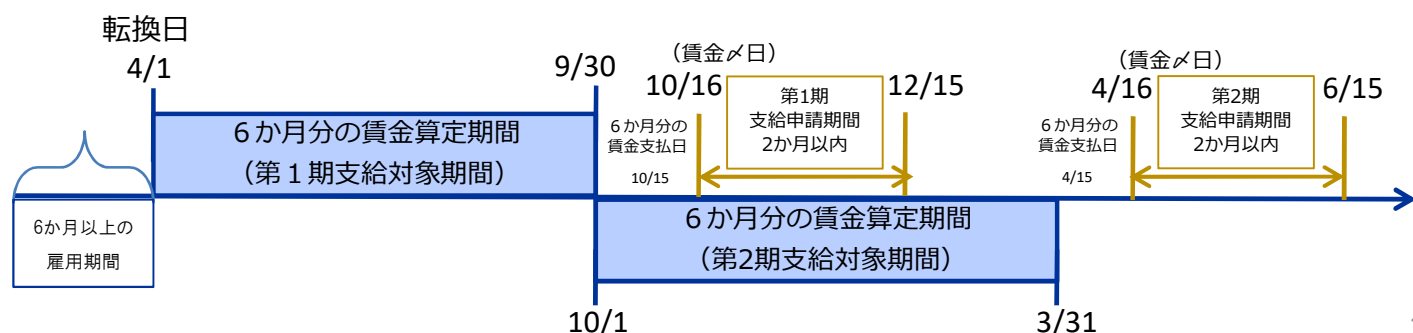 転換日
4/1
9/30
（賃金〆日）
10/16
第1期
支給申請期間
2か月以内
12/15
（賃金〆日）
4/16
第2期
支給申請期間
2か月以内
6/15
６か月分の賃金算定期間
（第１期支給対象期間）
６か月分の
賃金支払日
10/15
６か月分の
賃金支払日
4/15
6か月以上の
雇用期間
６か月分の賃金算定期間
（第2期支給対象期間）
10/1
3/31